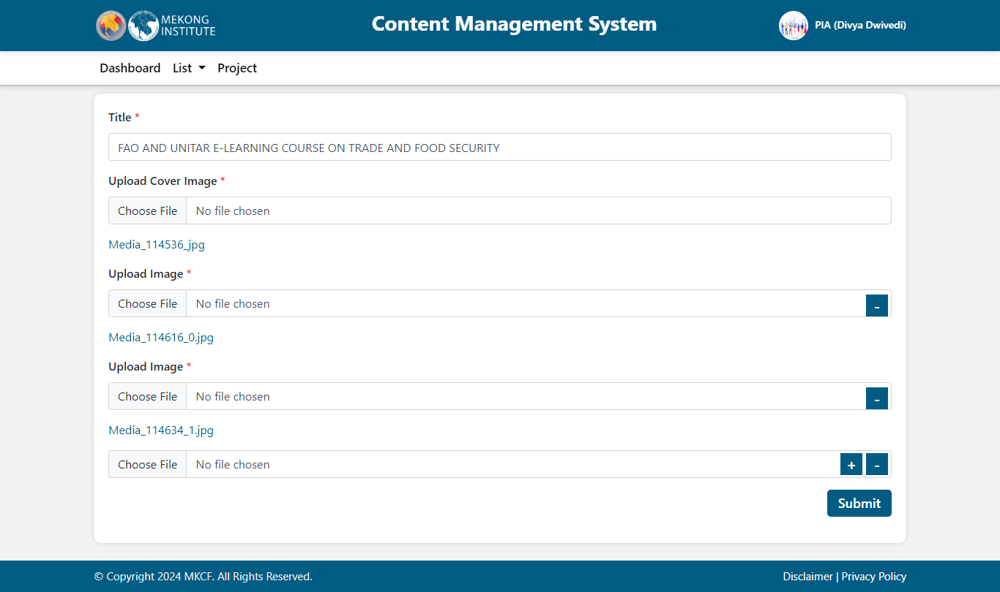 MEKONG
INSTITUTE
Content Management System
PIA (Divya Dwivedi)
Dashboard List Project
Title *
FAO AND UNITAR E-LEARNING COURSE ON TRADE AND FOOD SECURITY
Upload Cover Image *
Choose File No file chosen
Media_114536_jpg
Upload Image *
Choose File No file chosen -
Media_114616_0.jpg
Upload Image *
Choose File No file chosen -
Media_114634_1.jpg
Choose File No file chosen + -
Submit
© Copyright 2024 MKCF. All Rights Reserved. Disclaimer | Privacy Policy